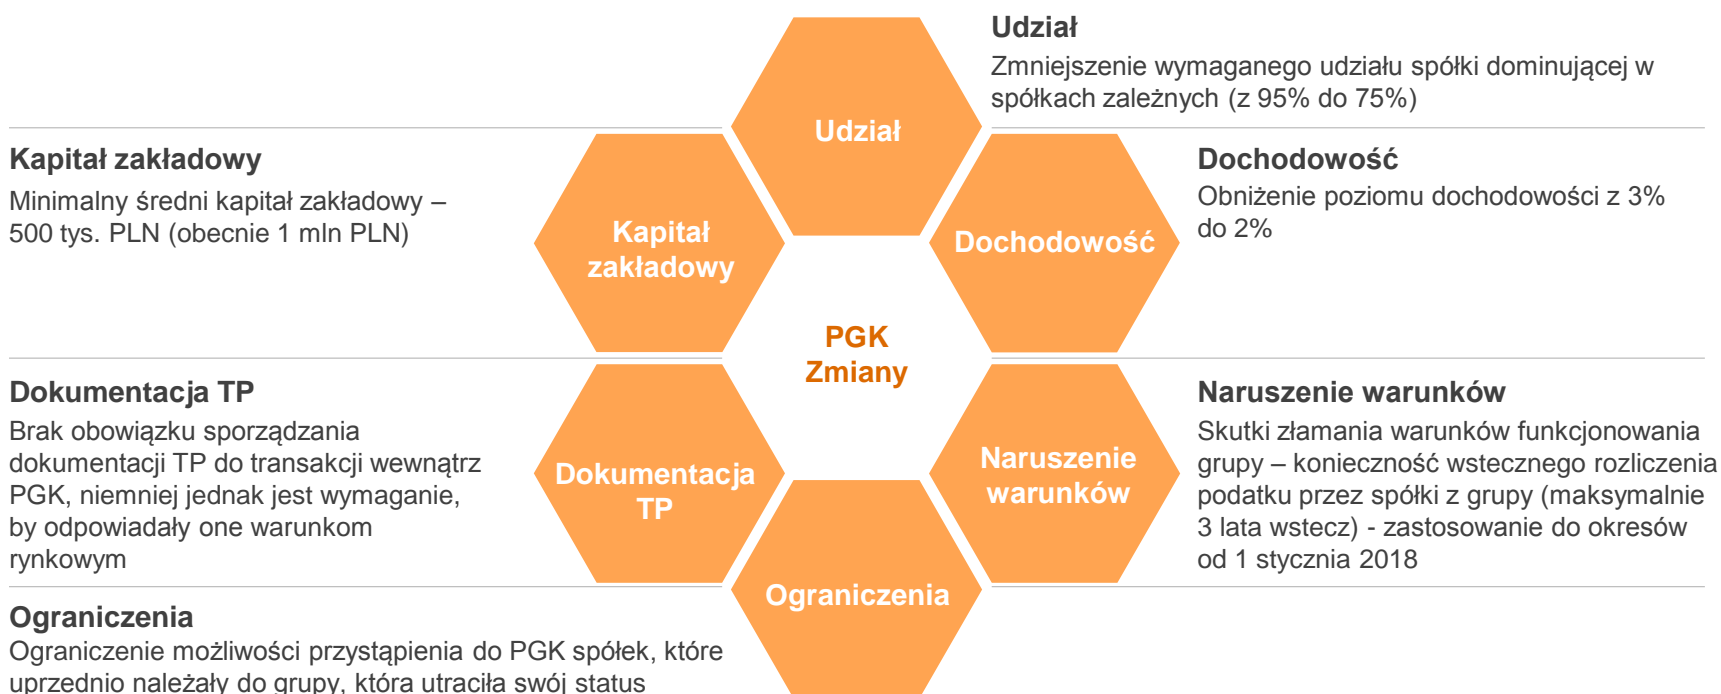 Udział
Zmniejszenie wymaganego udziału spółki dominującej w
spółkach zależnych (z 95% do 75%)
Kapitał zakładowy
Minimalny średni kapitał zakładowy –
500 tys. PLN (obecnie 1 mln PLN)
Dochodowość
Obniżenie poziomu dochodowości z 3%
do 2%
Udział
Kapitał
zakładowy
Dochodowość
PGK
Zmiany
Dokumentacja
TP
Naruszenie
warunków
Ograniczenia
Dokumentacja TP
Brak obowiązku sporządzania
dokumentacji TP do transakcji wewnątrz
PGK, niemniej jednak jest wymaganie,
by odpowiadały one warunkom
rynkowym
Naruszenie warunków
Skutki złamania warunków funkcjonowania
grupy – konieczność wstecznego rozliczenia
podatku przez spółki z grupy (maksymalnie
3 lata wstecz) - zastosowanie do okresów
od 1 stycznia 2018
Ograniczenia
Ograniczenie możliwości przystąpienia do PGK spółek, które
uprzednio należały do grupy, która utraciła swój status